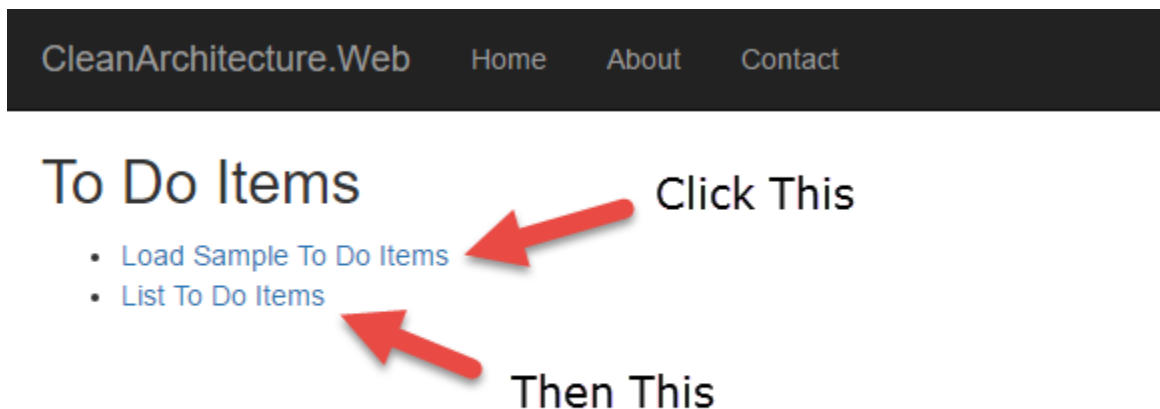 CleanArchitecture.Web Home About Contact
To Do Items
Click This
Load Sample To Do Items
List To Do Items
Then This